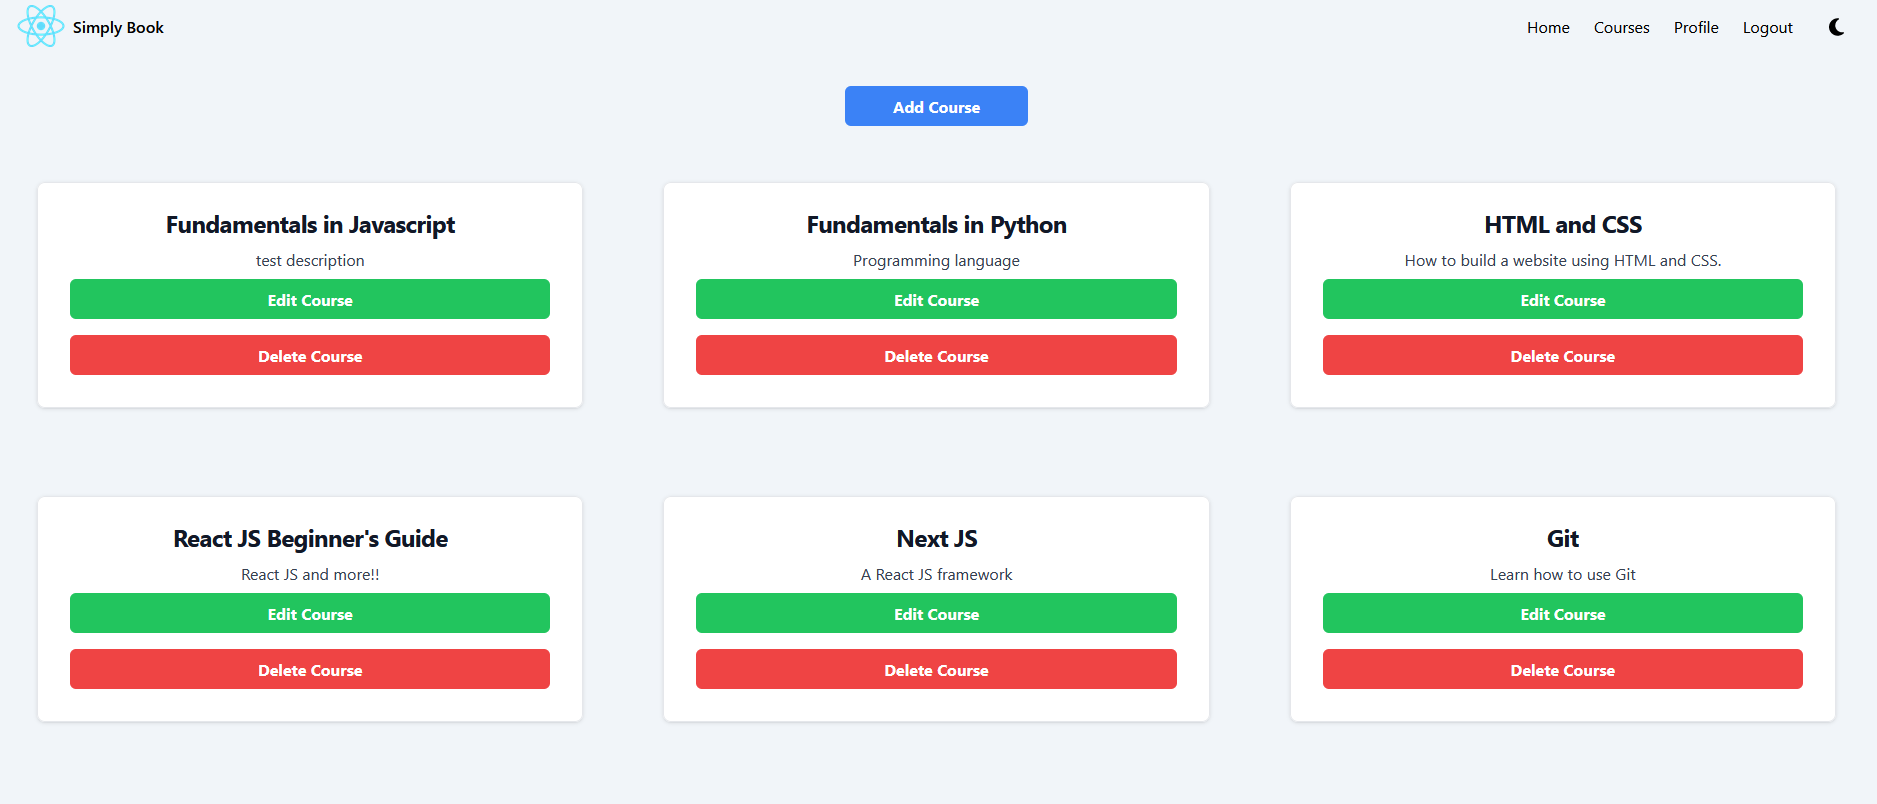 Simply Book
Home Courses Profile Logout
Add Course
Fundamentals in Javascript
test description
Edit Course
Delete Course
Fundamentals in Python
Programming language
Edit Course
Delete Course
HTML and CSS
How to build a website using HTML and CSS.
Edit Course
Delete Course
React JS Beginner's Guide
React JS and more!!
Edit Course
Delete Course
Next JS
A React JS framework
Edit Course
Delete Course
Git
Learn how to use Git
Edit Course
Delete Course